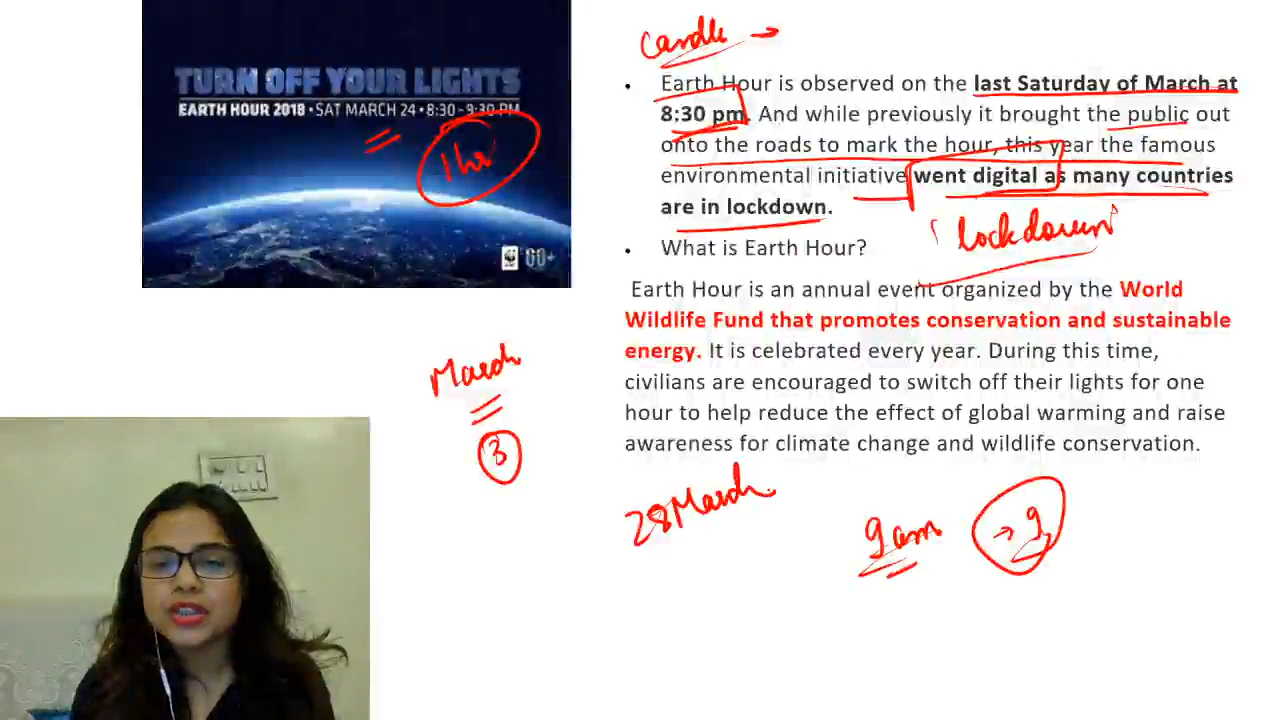 TURN OFF YOUR LIGHTS
EARTH HOUR 2018 • SAT MARCH 24 • 8:30-9:30 PM
1 hr
60+
Candle →
• Earth Hour is observed on the last Saturday of March at
8:30 pm. And while previously it brought the public out
onto the roads to mark the hour, this year the famous
environmental initiative went digital as many countries
are in lockdown.
'lockdown'
• What is Earth Hour?
Earth Hour is an annual event organized by the World
Wildlife Fund that promotes conservation and sustainable
energy. It is celebrated every year. During this time,
civilians are encouraged to switch off their lights for one
hour to help reduce the effect of global warming and raise
awareness for climate change and wildlife conservation.
March
3
28 March
9am → 9